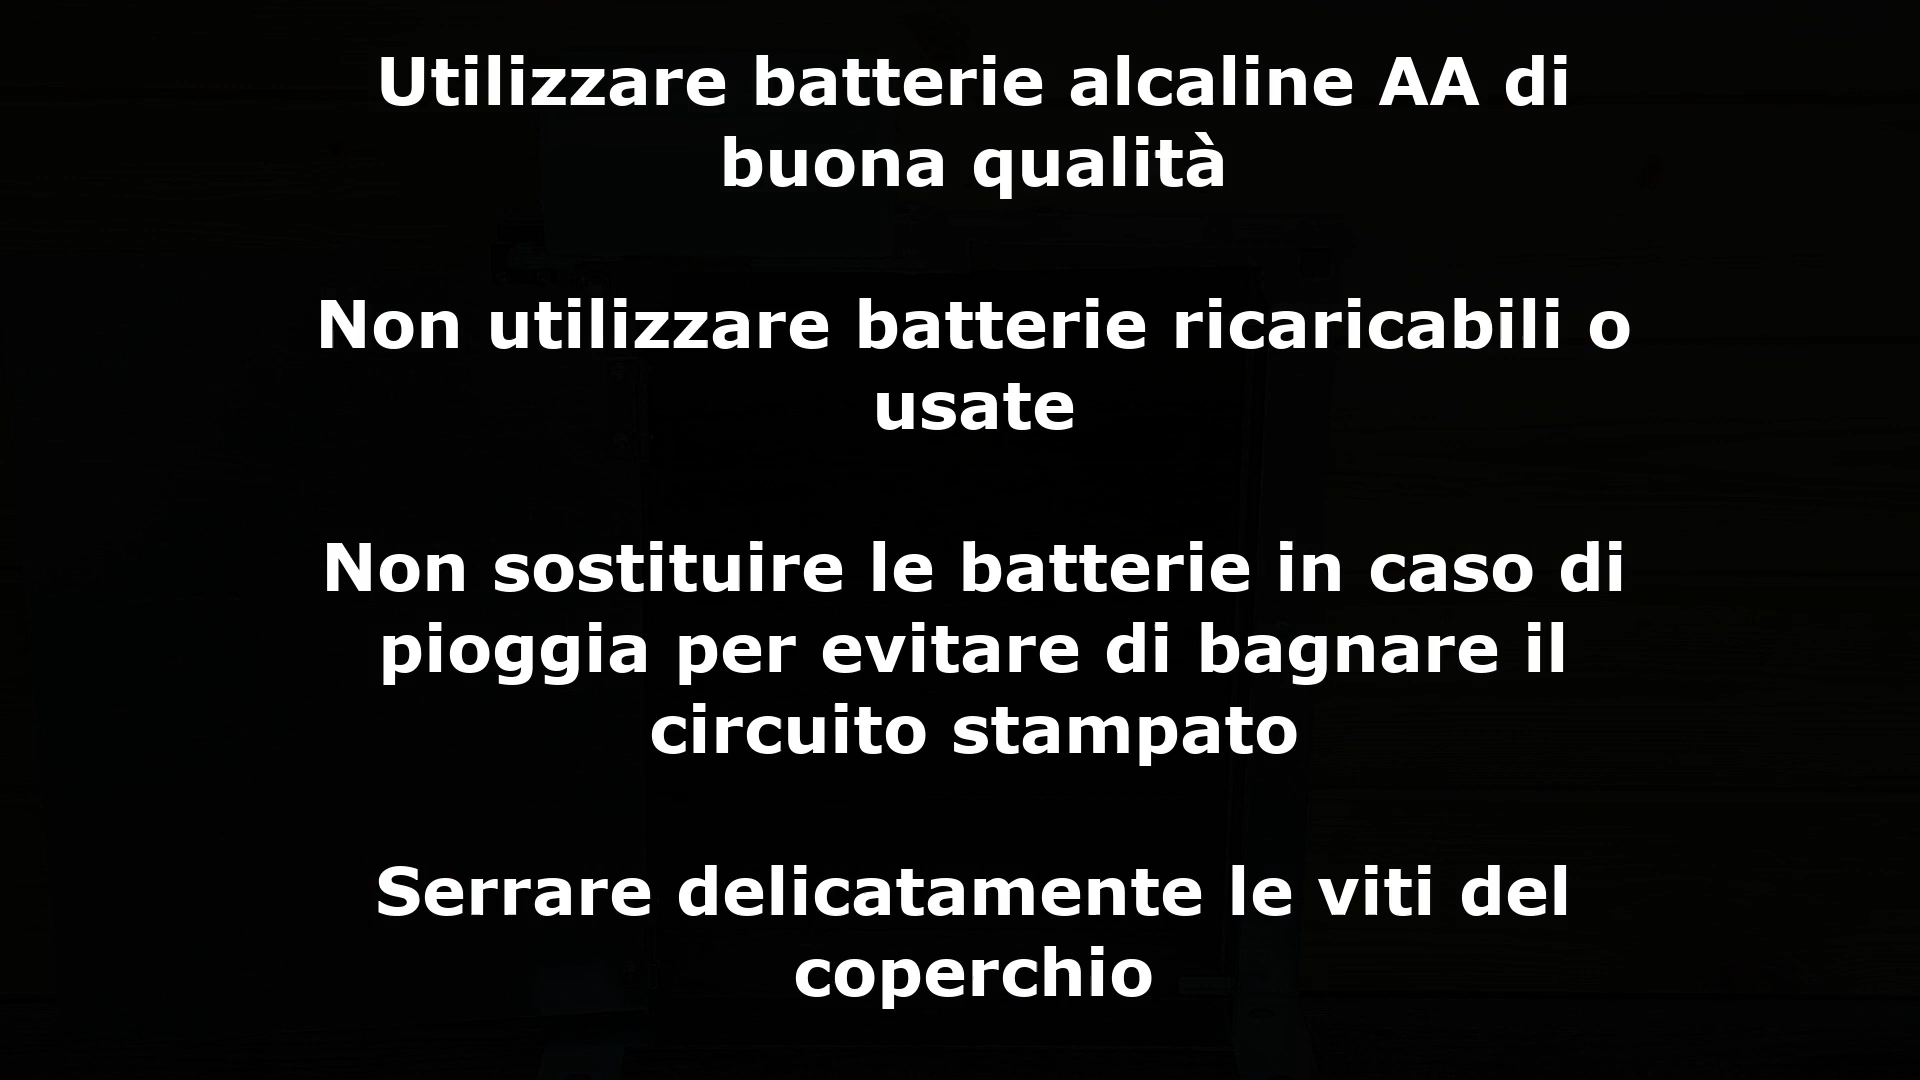 Utilizzare batterie alcaline AA di
buona qualità
Non utilizzare batterie ricaricabili o
usate
Non sostituire le batterie in caso di
pioggia per evitare di bagnare il
circuito stampato
Serrare delicatamente le viti del
coperchio